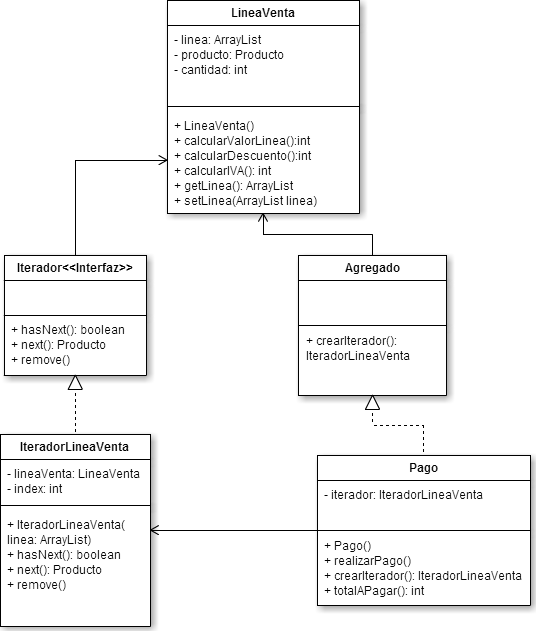 LineaVenta
- linea: ArrayList
- producto: Producto
- cantidad: int
+ LineaVenta()
+ calcularValorLinea():int
+ calcularDescuento():int
+ calcularIVA(): int
+ getLinea(): ArrayList
+ setLinea(ArrayList linea)
Iterador<<Interfaz>>
+ hasNext(): boolean
+ next(): Producto
+ remove()
Agregado
+ crearIterador():
IteradorLineaVenta
IteradorLineaVenta
- lineaVenta: LineaVenta
- index: int
+ IteradorLineaVenta(
linea: ArrayList)
+ hasNext(): boolean
+ next(): Producto
+ remove()
Pago
- iterador: IteradorLineaVenta
+ Pago()
+ realizarPago()
+ crearIterador(): IteradorLineaVenta
+ totalAPagar(): int